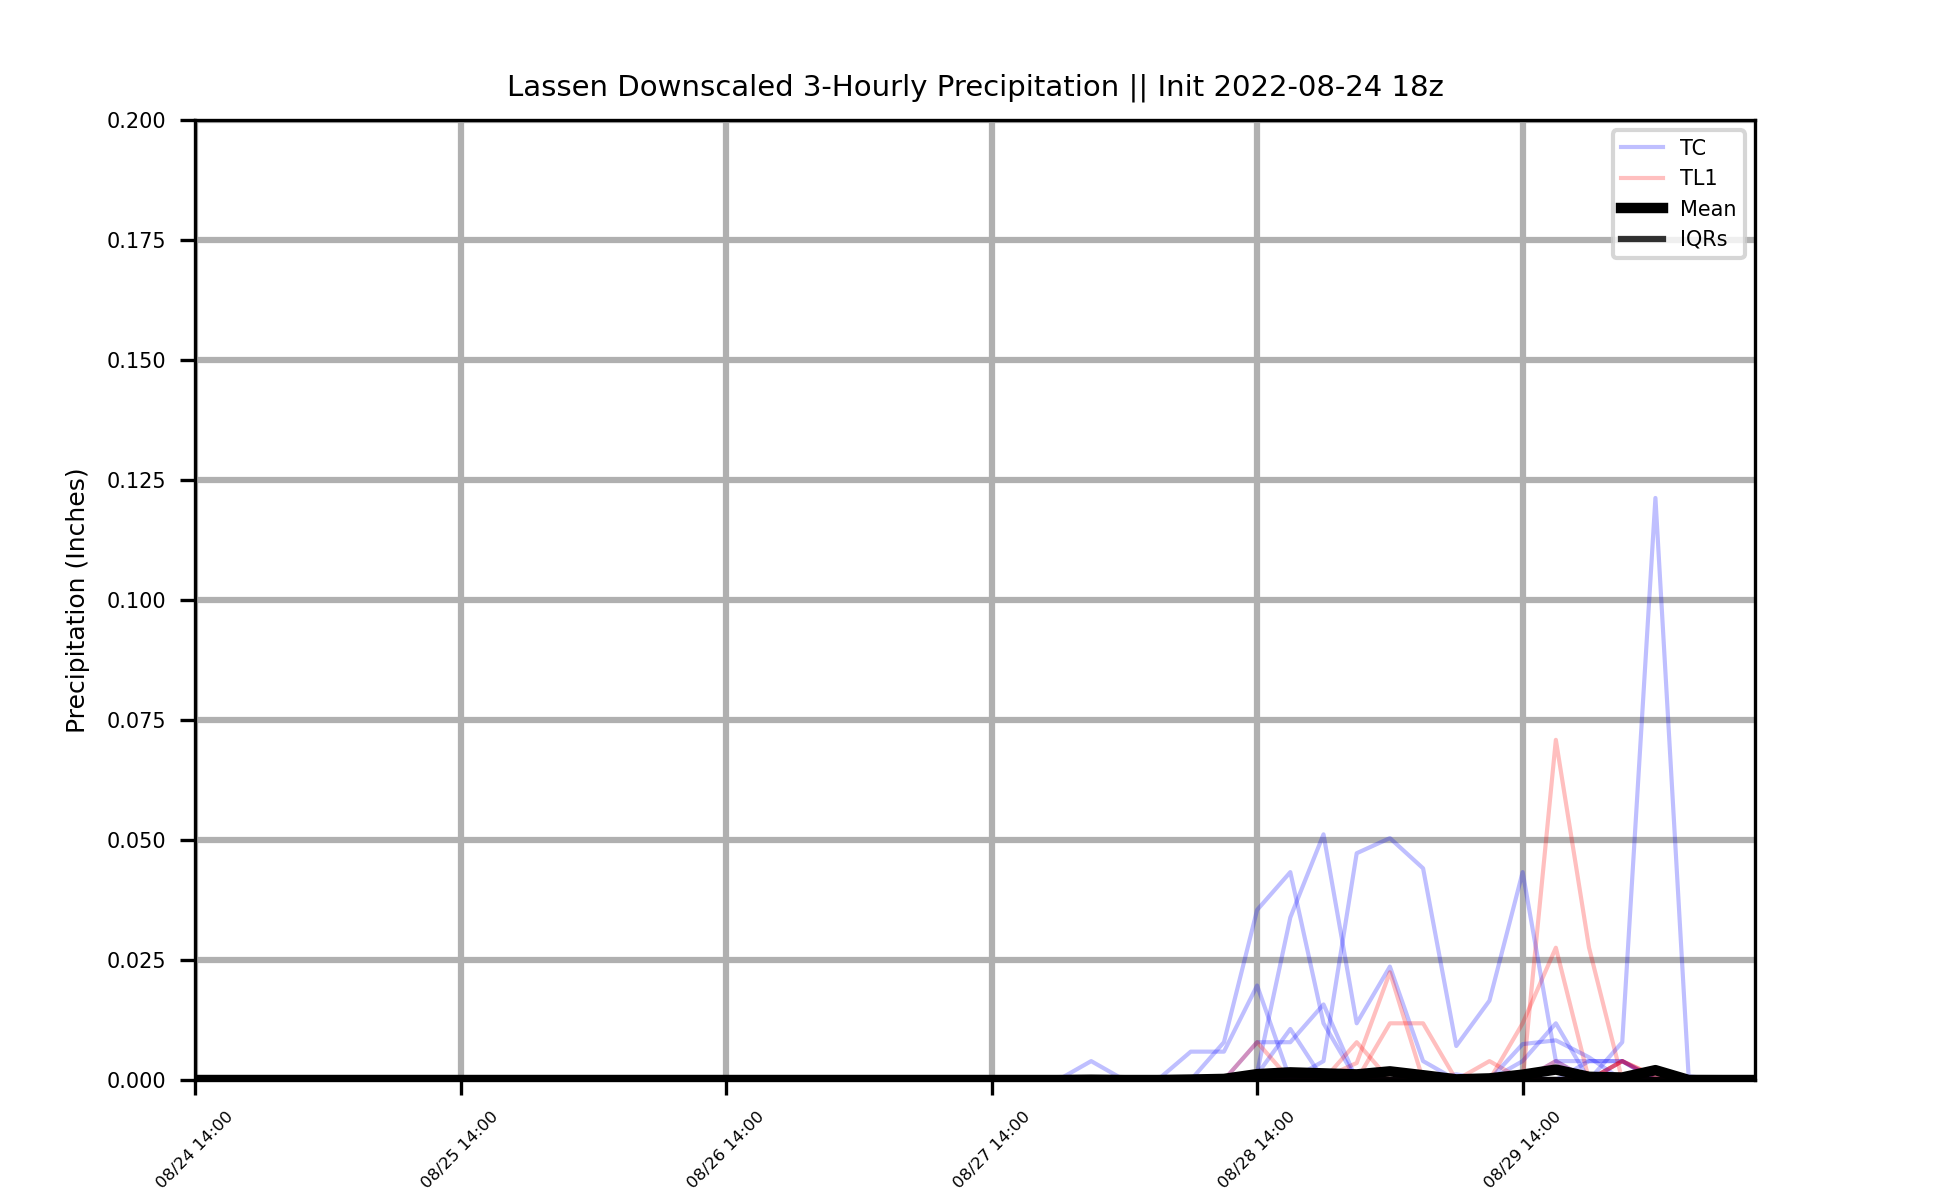 Lassen Downscaled 3-Hourly Precipitation || Init 2022-08-24 18z
TC
TL1
Mean
IQRs
Precipitation (Inches)
0.200
0.175
0.150
0.125
0.100
0.075
0.050
0.025
0.000
08/24 14:00
08/25 14:00
08/26 14:00
08/27 14:00
08/28 14:00
08/29 14:00